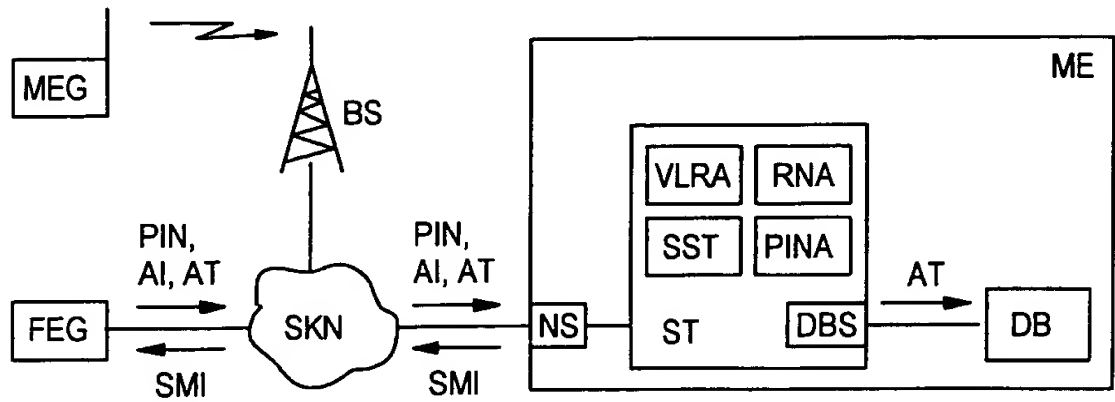 MEG
BS
ME
VLRA
RNA
SST
PINA
PIN,
AI, AT
PIN,
AI, AT
AT
FEG
SKN
NS
ST
DBS
DB
SMI
SMI